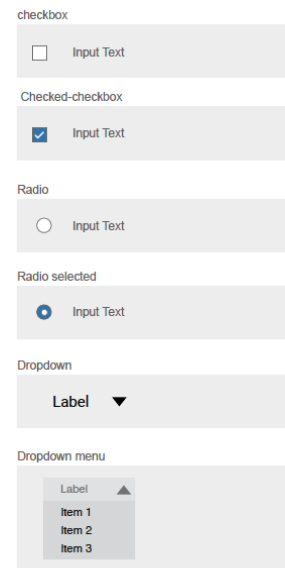 checkbox
Input Text
Checked-checkbox
Input Text
Radio
Input Text
Radio selected
Input Text
Dropdown
Label
Dropdown menu
Label
Item 1
Item 2
Item 3